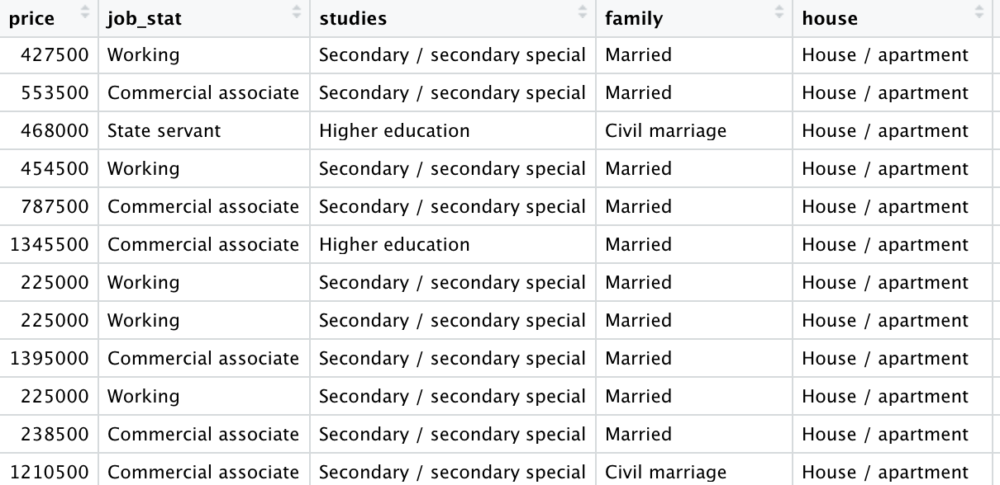 price job_stat studies family house
427500 Working Secondary / secondary special Married House / apartment
553500 Commercial associate Secondary / secondary special Married House / apartment
468000 State servant Higher education Civil marriage House / apartment
454500 Working Secondary / secondary special Married House / apartment
787500 Commercial associate Secondary / secondary special Married House / apartment
1345500 Commercial associate Higher education Married House / apartment
225000 Working Secondary / secondary special Married House / apartment
225000 Working Secondary / secondary special Married House / apartment
1395000 Commercial associate Secondary / secondary special Married House / apartment
225000 Working Secondary / secondary special Married House / apartment
238500 Commercial associate Secondary / secondary special Married House / apartment
1210500 Commercial associate Secondary / secondary special Civil marriage House / apartment